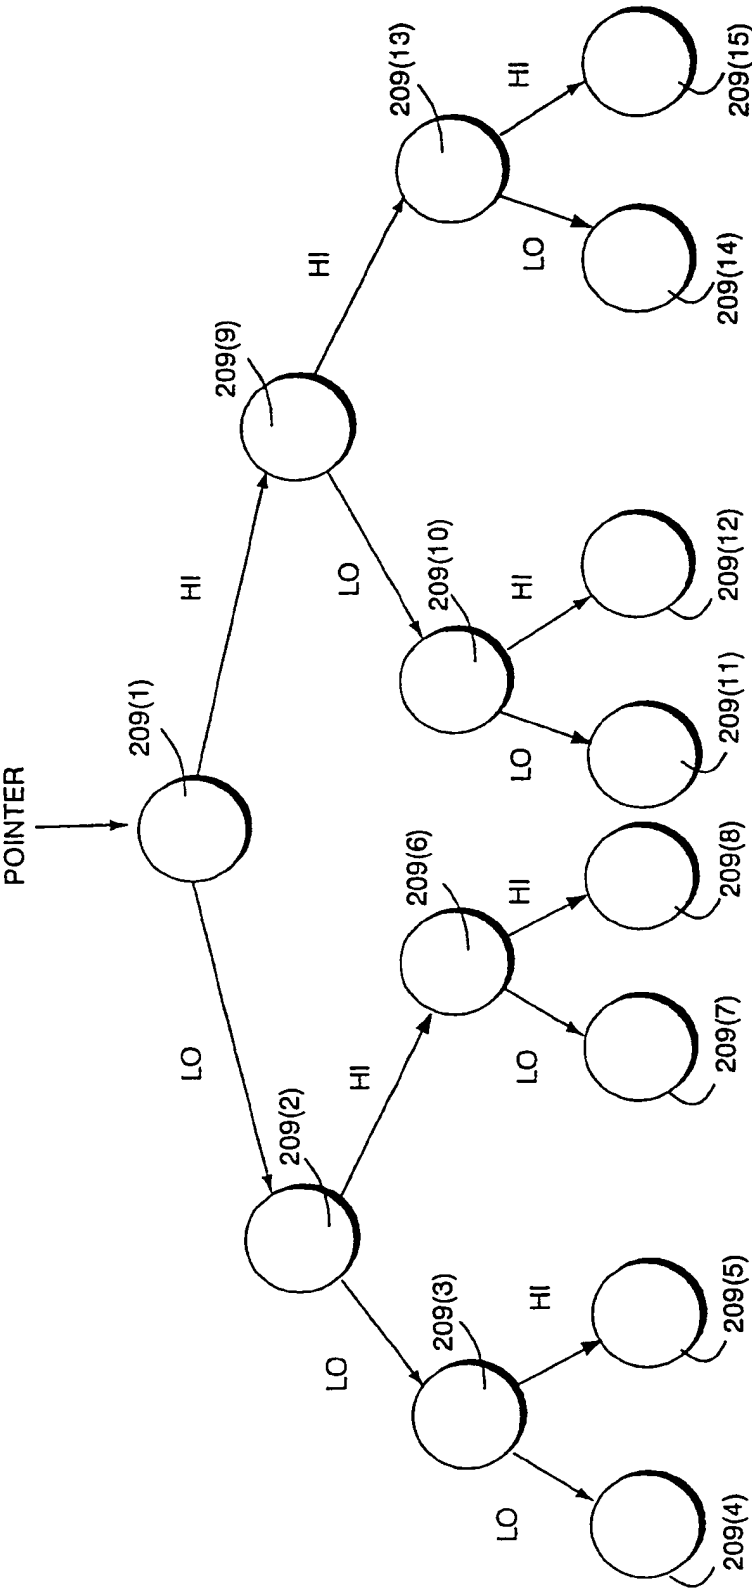 POINTER
209(1)
LO
HI
209(2)
209(9)
LO
HI
LO
HI
209(3)
209(6)
209(10)
209(13)
LO
HI
LO
HI
LO
HI
LO
HI
209(4)
209(5)
209(7)
209(8)
209(11)
209(12)
209(14)
209(15)